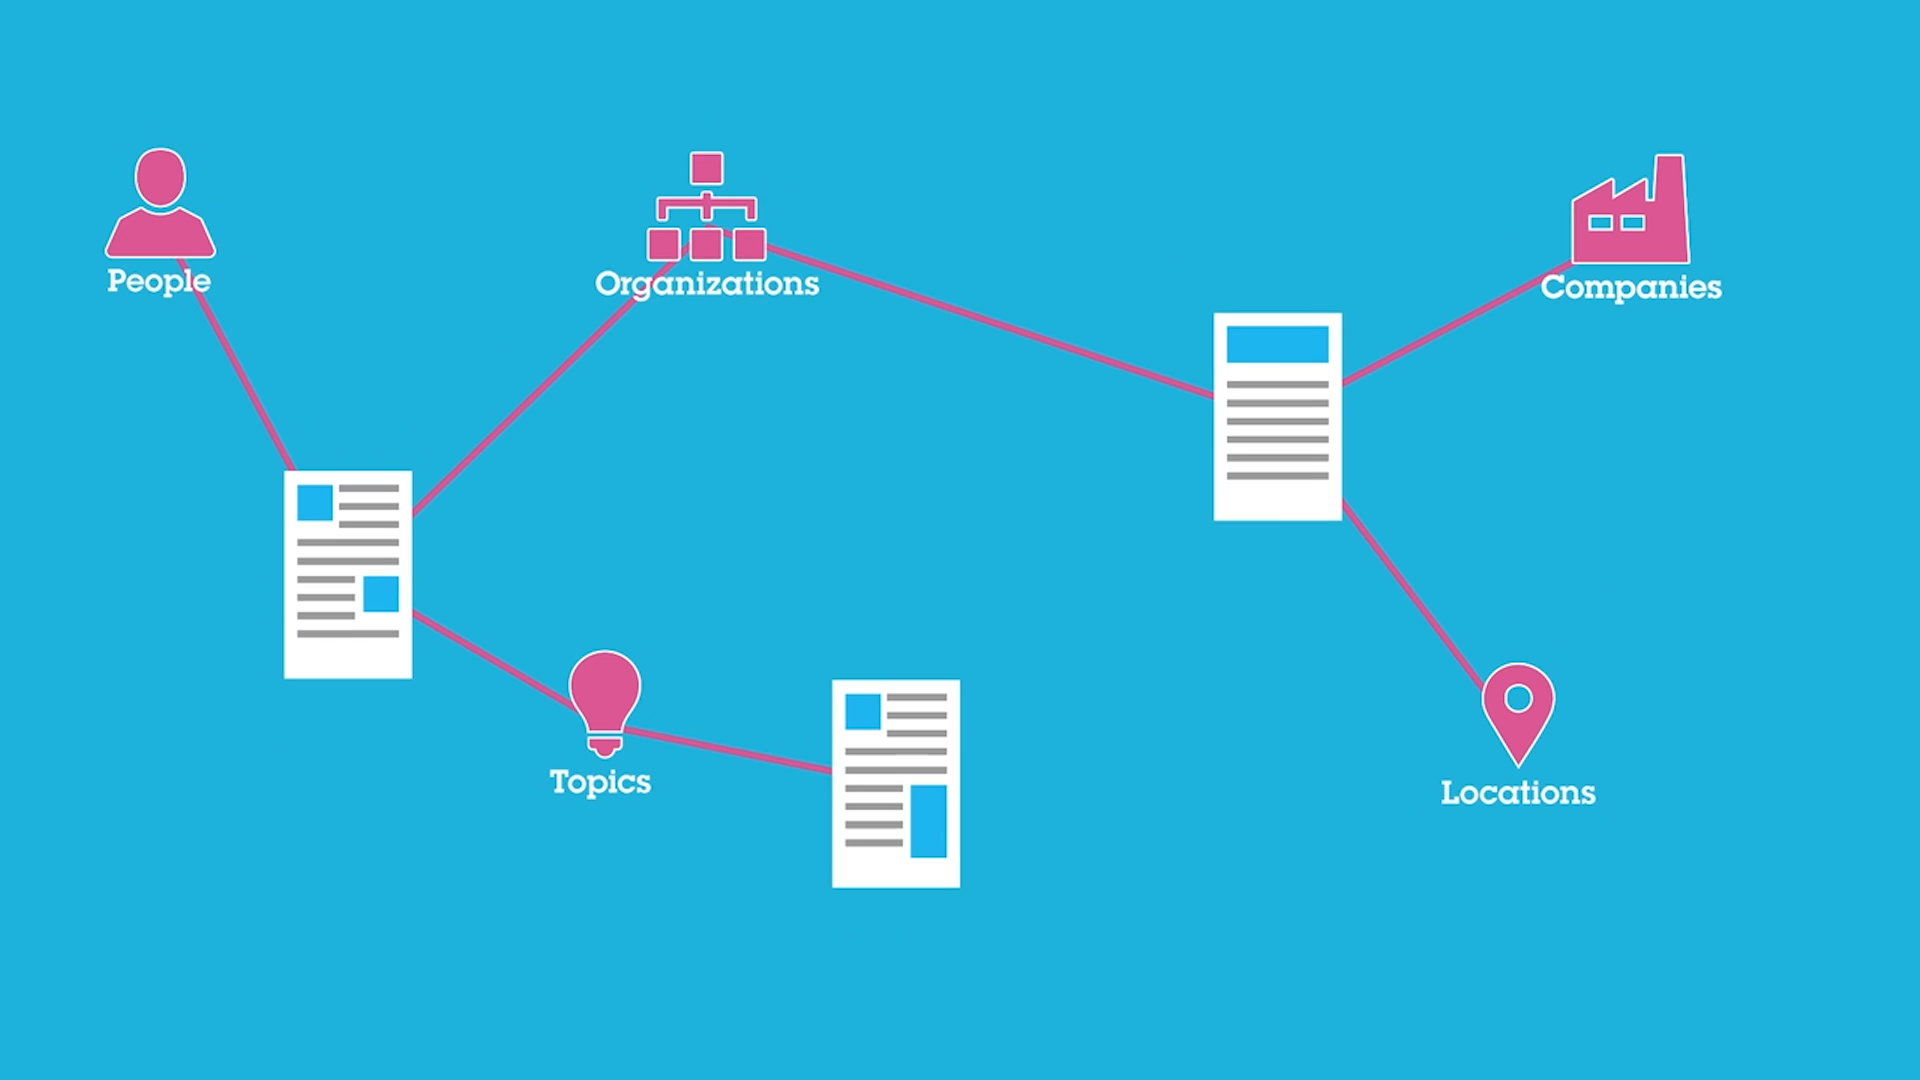 People
Organizations
Companies
Topics
Locations